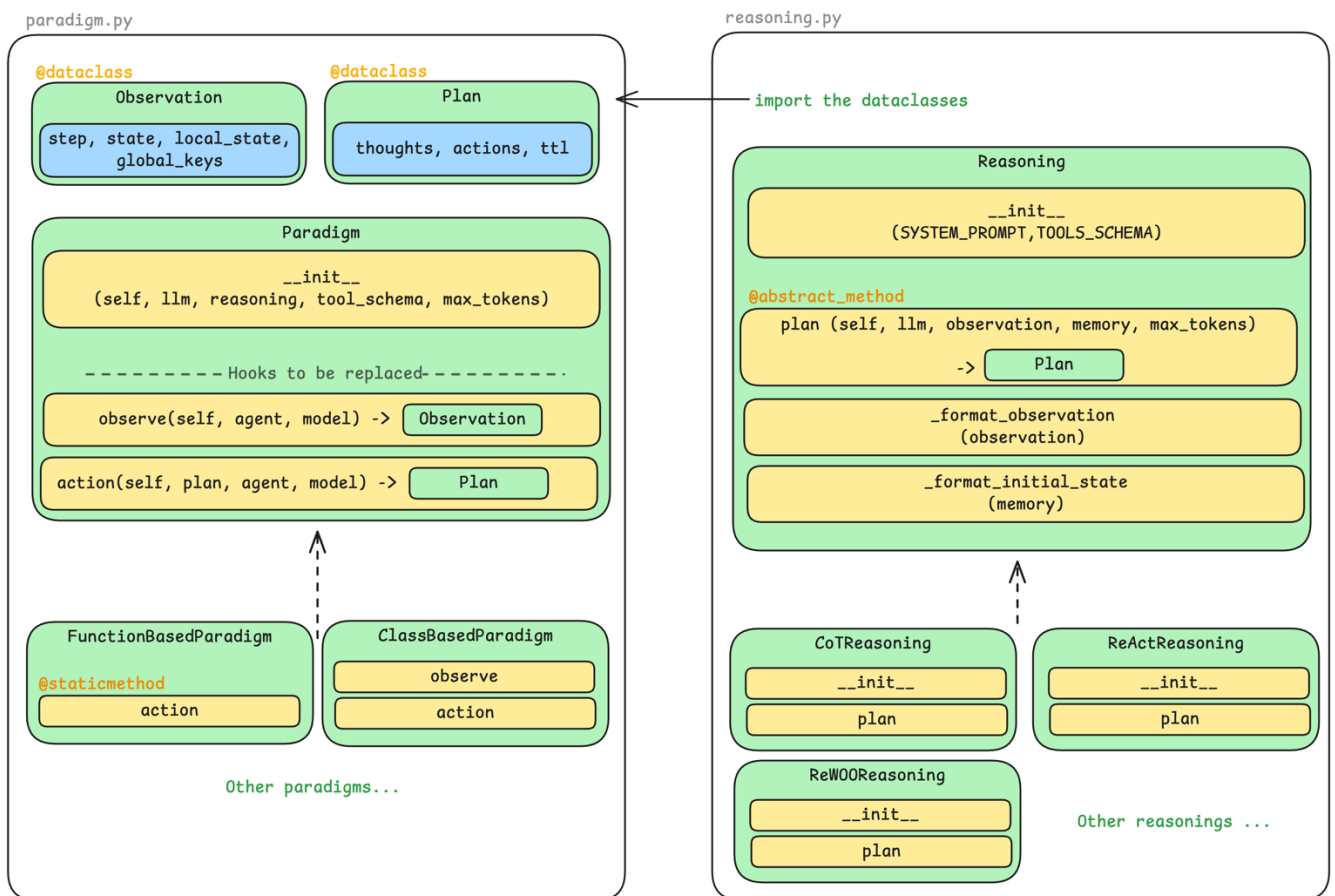 paradigm.py
@dataclass
Observation
step, state, local_state,
global_keys
@dataclass
Plan
thoughts, actions, ttl
Paradigm
__init__
(self, llm, reasoning, tool_schema, max_tokens)
Hooks to be replaced
observe(self, agent, model) -> Observation
action(self, plan, agent, model) -> Plan
FunctionBasedParadigm
@staticmethod
action
ClassBasedParadigm
observe
action
Other paradigms...
reasoning.py
import the dataclasses
Reasoning
__init__
(SYSTEM_PROMPT,TOOLS_SCHEMA)
@abstract_method
plan (self, llm, observation, memory, max_tokens)
-> Plan
_format_observation
(observation)
_format_initial_state
(memory)
CoTReasoning
__init__
plan
ReActReasoning
__init__
plan
ReWOOReasoning
__init__
plan
Other reasonings ...